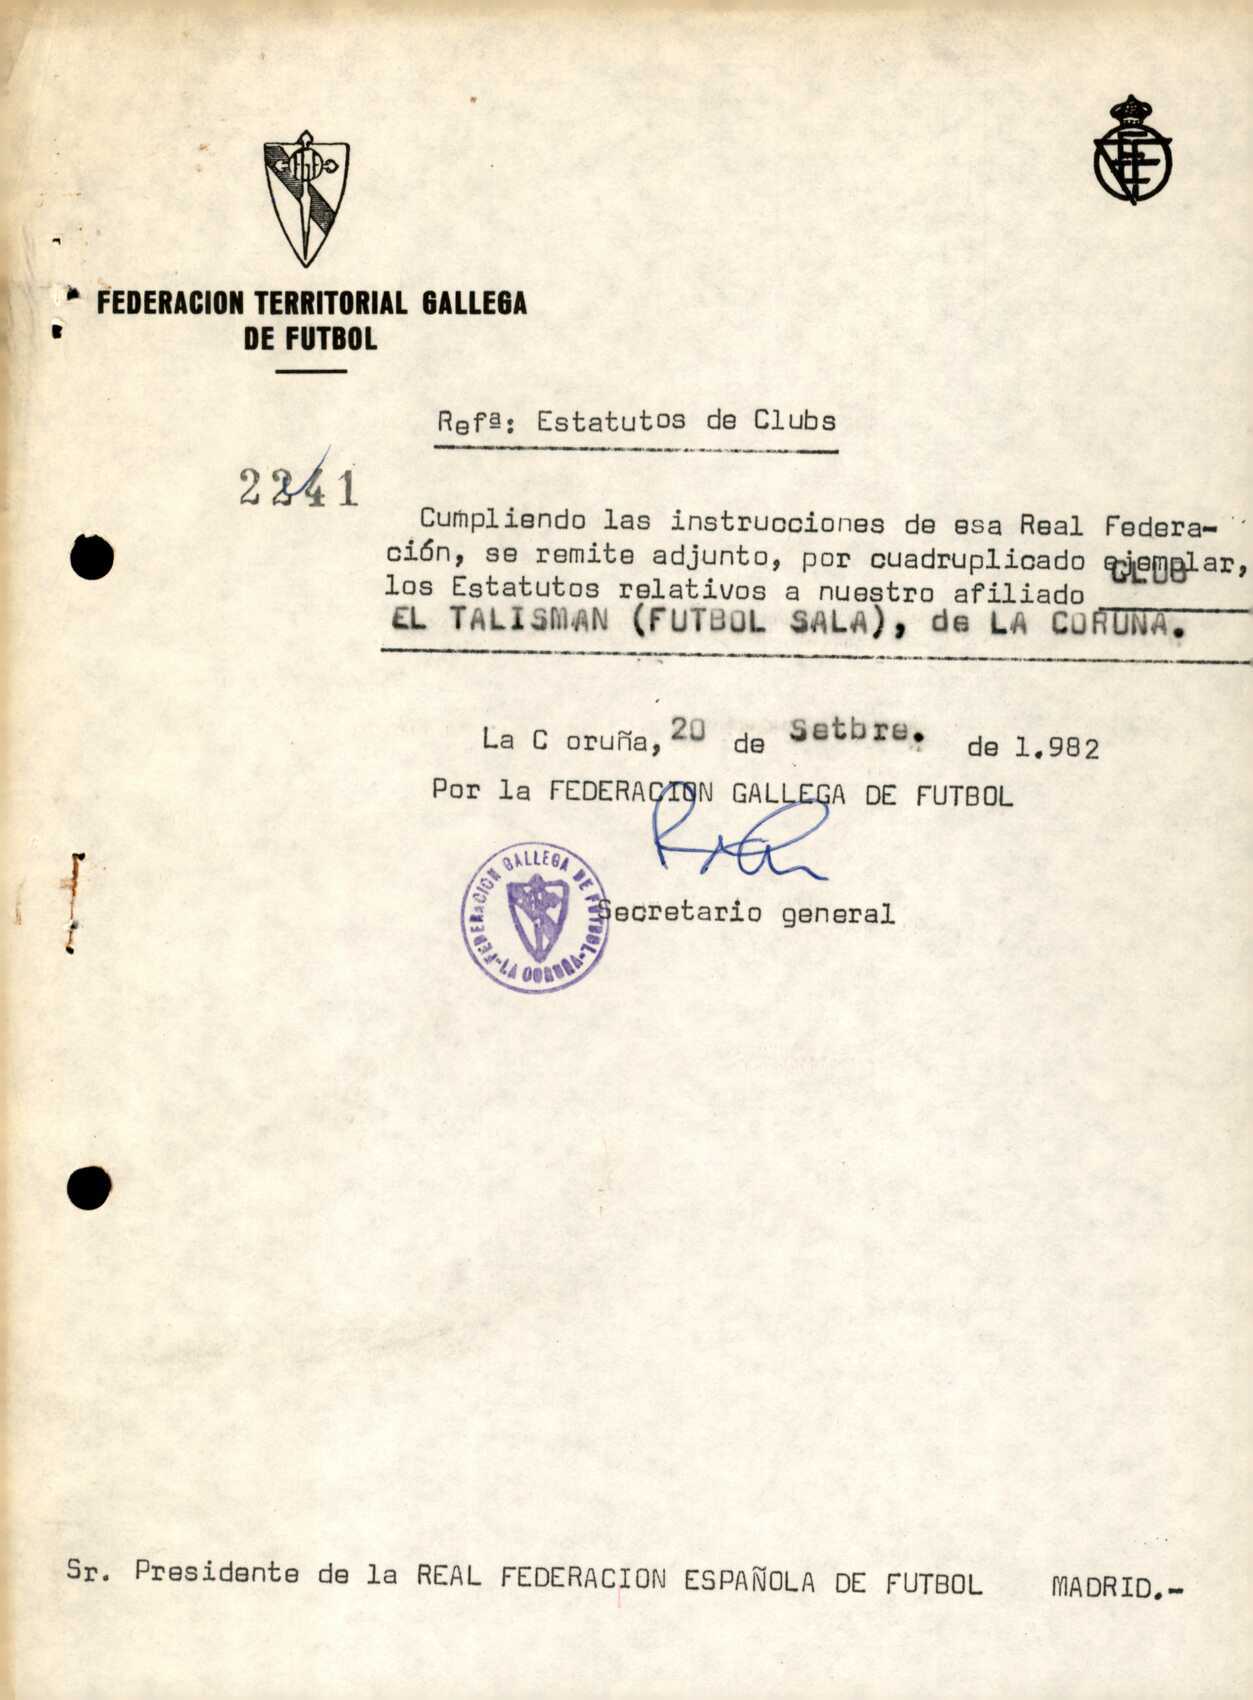 FEDERACION TERRITORIAL GALLEGA
DE FUTBOL
Refª: Estatutos de Clubs
2241
Cumpliendo las instrucciones de esa Real Federa-
ción, se remite adjunto, por cuadruplicado ejemplar,
los Estatutos relativos a nuestro afiliado CLUB
EL TALISMAN (FUTBOL SALA), de LA CORUÑA.
La C oruña, 20 de Setbre. de 1.982
Por la FEDERACION GALLEGA DE FUTBOL
FEDERACION GALLEGA DE FUTBOL-LA CORUÑA-
Secretario general
Sr. Presidente de la REAL FEDERACION ESPAÑOLA DE FUTBOL MADRID.-